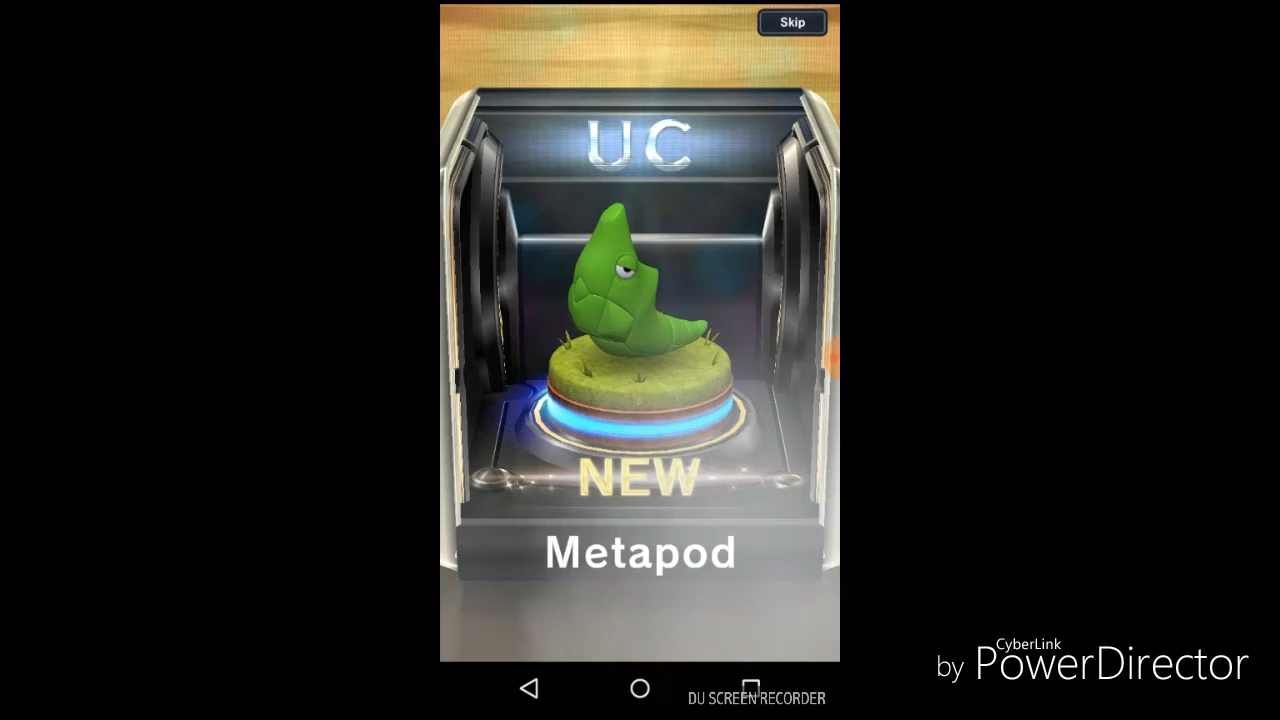 Skip
UC
NEW
Metapod
CyberLink
by PowerDirector
DU SCREEN RECORDER